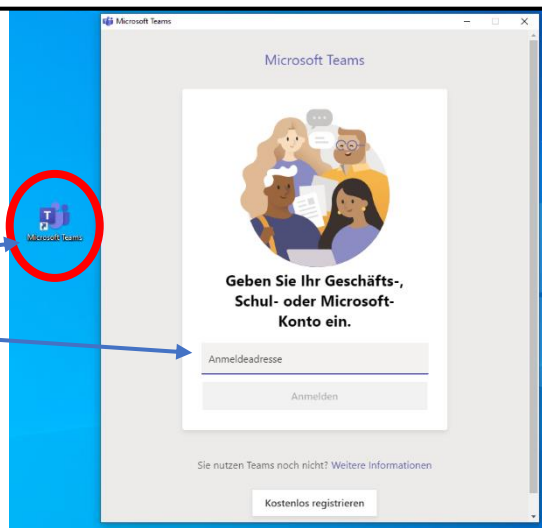 Microsoft Teams
Microsoft Teams
Microsoft Teams
Geben Sie Ihr Geschäfts-,
Schul- oder Microsoft-
Konto ein.
Anmeldeadresse
Anmelden
Sie nutzen Teams noch nicht? Weitere Informationen
Kostenlos registrieren